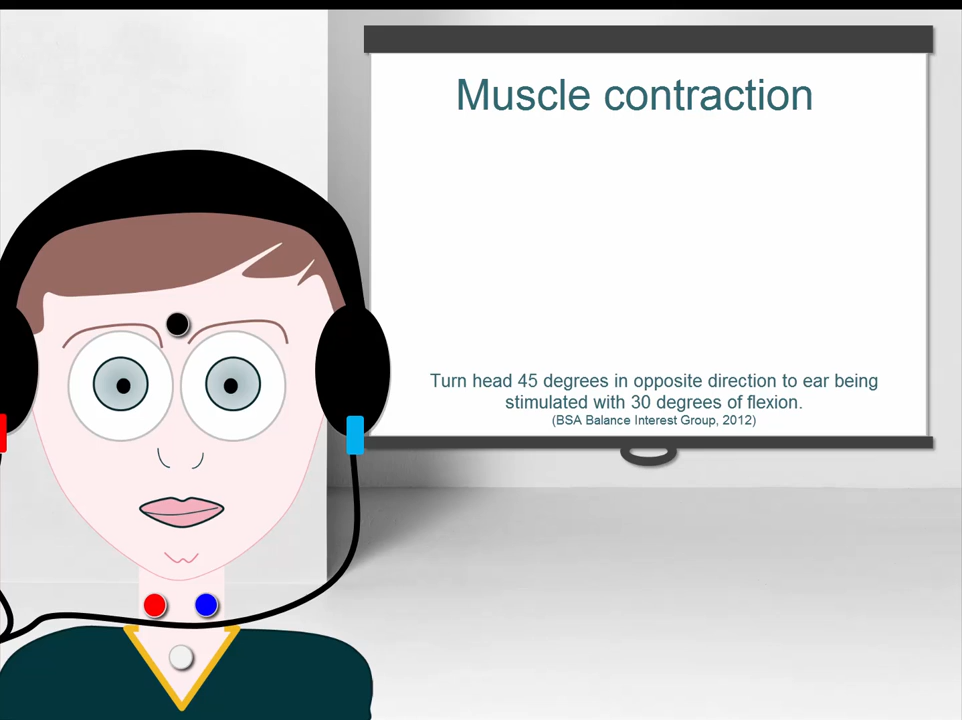 Muscle contraction
Turn head 45 degrees in opposite direction to ear being
stimulated with 30 degrees of flexion.
(BSA Balance Interest Group, 2012)